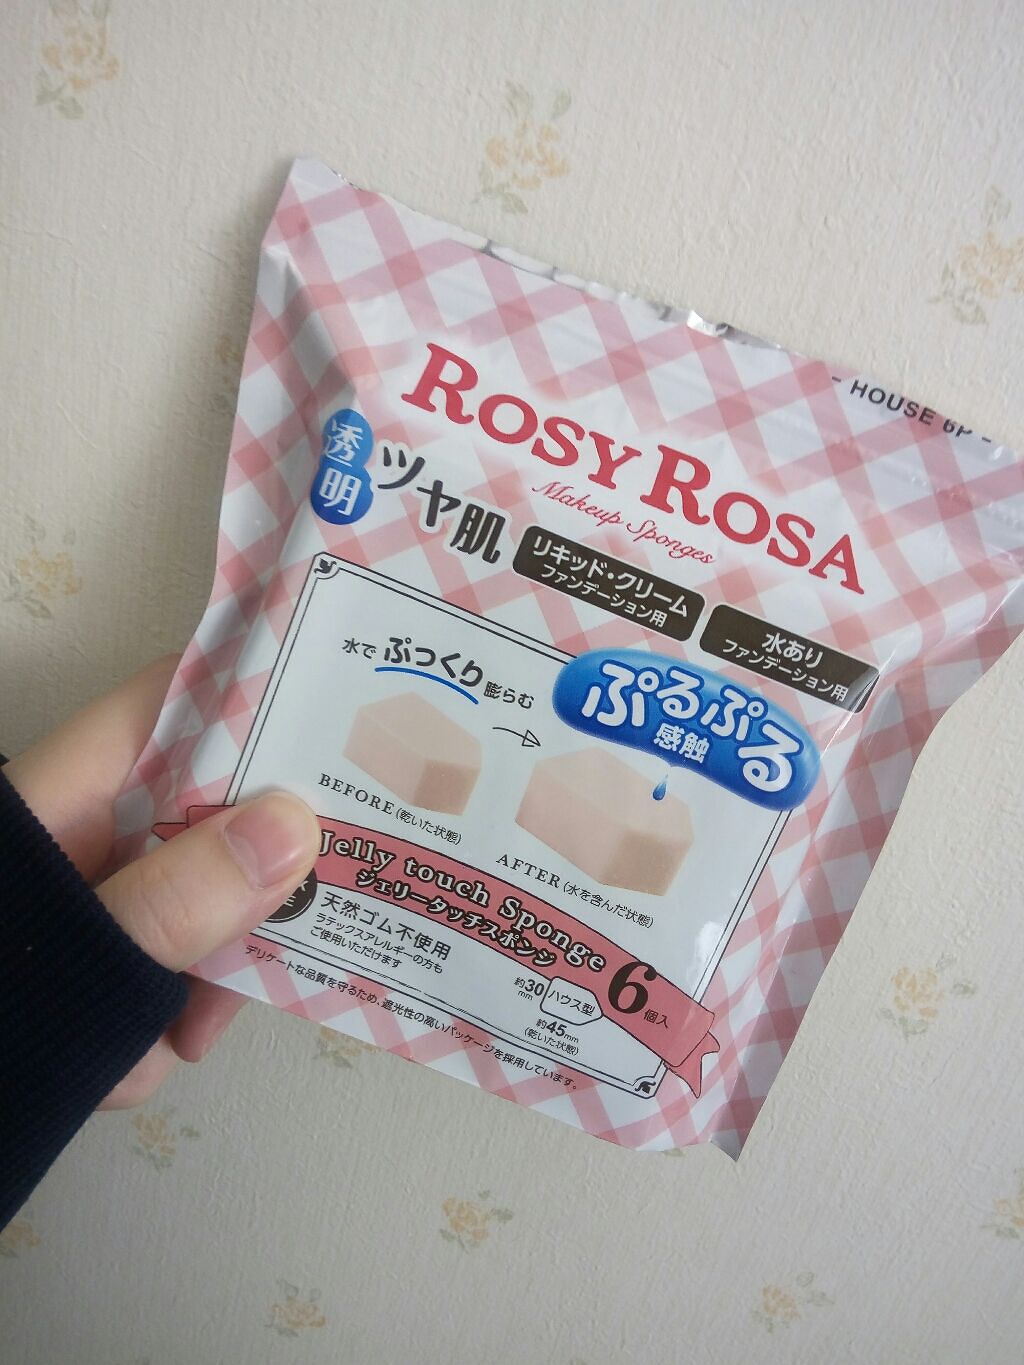 - HOUSE 6P -
ROSY ROSA
Makeup Sponges
透明
ツヤ肌
リキッド・クリーム
ファンデーション用
水あり
ファンデーション用
水で ぷっくり 膨らむ
ぷるぷる
感触
BEFORE (乾いた状態)
AFTER (水を含んだ状態)
Jelly touch Sponge
ジェリータッチスポンジ
6個入
天然ゴム不使用
ラテックスアレルギーの方も
ご使用いただけます
約30mm
ハウス型
約45mm
(乾いた状態)
デリケートな品質を守るため、遮光性の高いパッケージを採用しています。